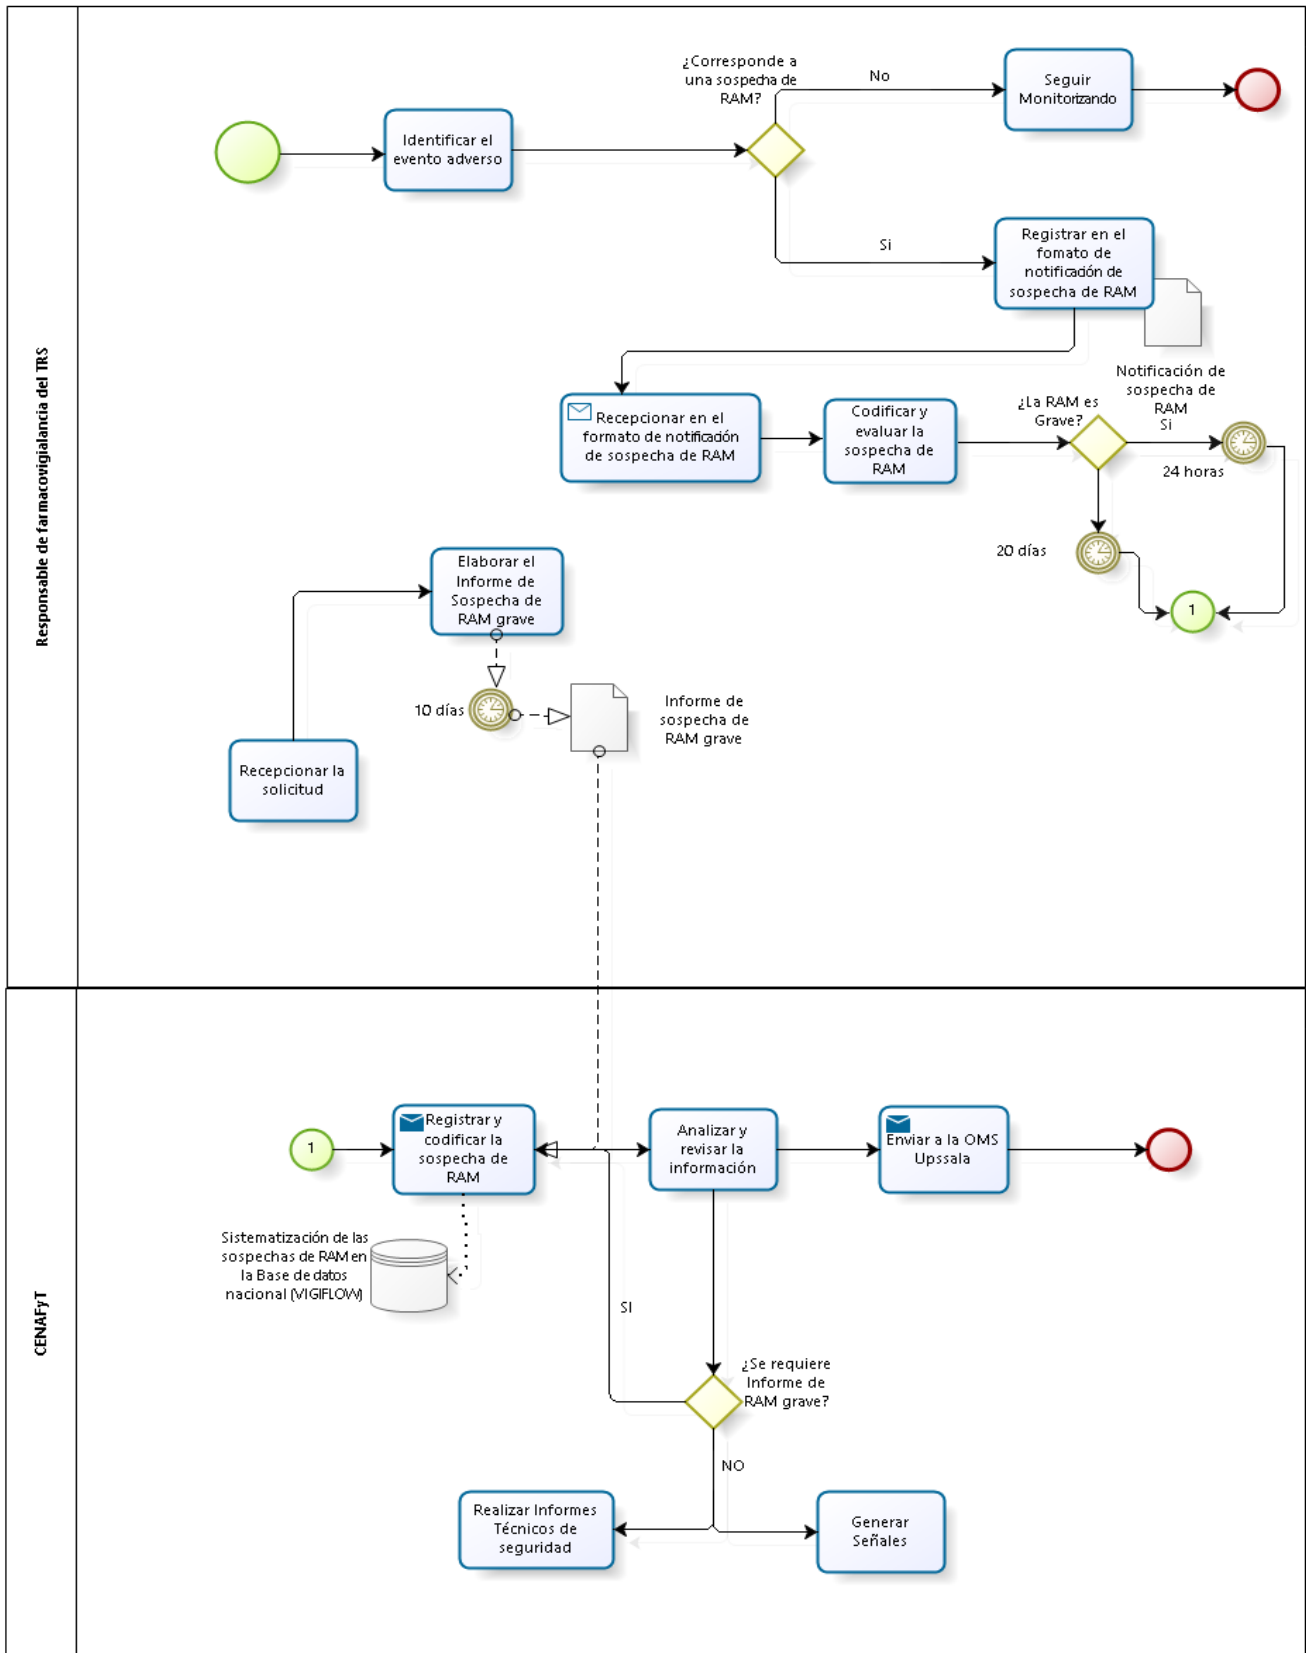 Responsable de farmacovigialancia del TRS
¿Corresponde a
una sospecha de
RAM?
No
Seguir
Monitorizando
Identificar el
evento adverso
Si
Registrar en el
fomato de
notificación de
sospecha de RAM
Notificación de
sospecha de
RAM
Recepcionar en el
formato de notificación
de sospecha de RAM
Codificar y
evaluar la
sospecha de
RAM
¿La RAM es
Grave?
Si
24 horas
20 días
1
Elaborar el
Informe de
Sospecha de
RAM grave
10 días
Informe de
sospecha de
RAM grave
Recepcionar la
solicitud
CENAFyT
1
Registrar y
codificar la
sospecha de
RAM
Analizar y
revisar la
información
Enviar a la OMS
Upssala
Sistematización de las
sospechas de RAM en
la Base de datos
nacional (VIGIFLOW)
SI
¿Se requiere
Informe de
RAM grave?
NO
Realizar Informes
Técnicos de
seguridad
Generar
Señales